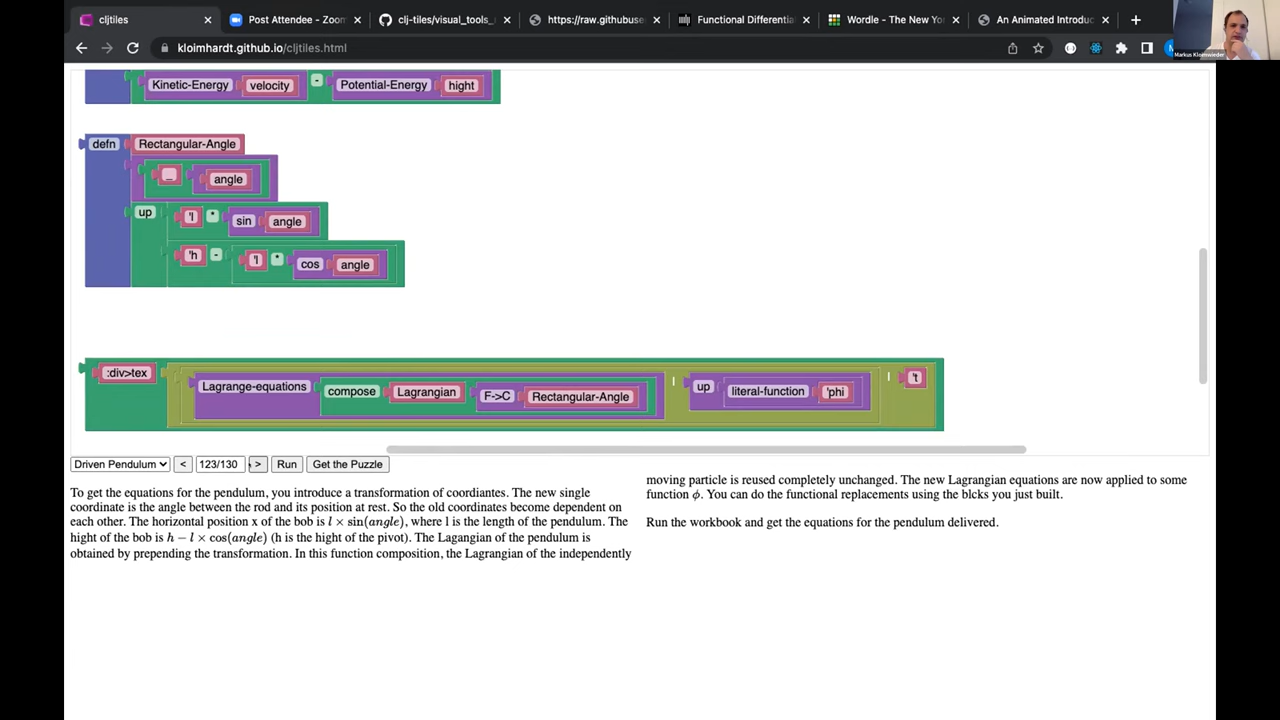 cljtiles
Post Attendee - Zoom
clj-tiles/visual_tools_
https://raw.githubuse
Functional Differentia
Wordle - The New Yo
An Animated Introduc
kloimhardt.github.io/cljtiles.html
Markus Kloimwieder
Kinetic-Energy velocity - Potential-Energy hight
defn Rectangular-Angle
_ angle
up 'l * sin angle
'h - 'l * cos angle
:div>tex Lagrange-equations compose Lagrangian F->C Rectangular-Angle up literal-function 'phi 't
Driven Pendulum < 123/130 > Run Get the Puzzle
To get the equations for the pendulum, you introduce a transformation of coordiantes. The new single
coordinate is the angle between the rod and its position at rest. So the old coordinates become dependent on
each other. The horizontal position x of the bob is l × sin(angle), where l is the length of the pendulum. The
hight of the bob is h − l × cos(angle) (h is the hight of the pivot). The Lagangian of the pendulum is
obtained by prepending the transformation. In this function composition, the Lagrangian of the independently
moving particle is reused completely unchanged. The new Lagrangian equations are now applied to some
function ϕ. You can do the functional replacements using the blcks you just built.
Run the workbook and get the equations for the pendulum delivered.